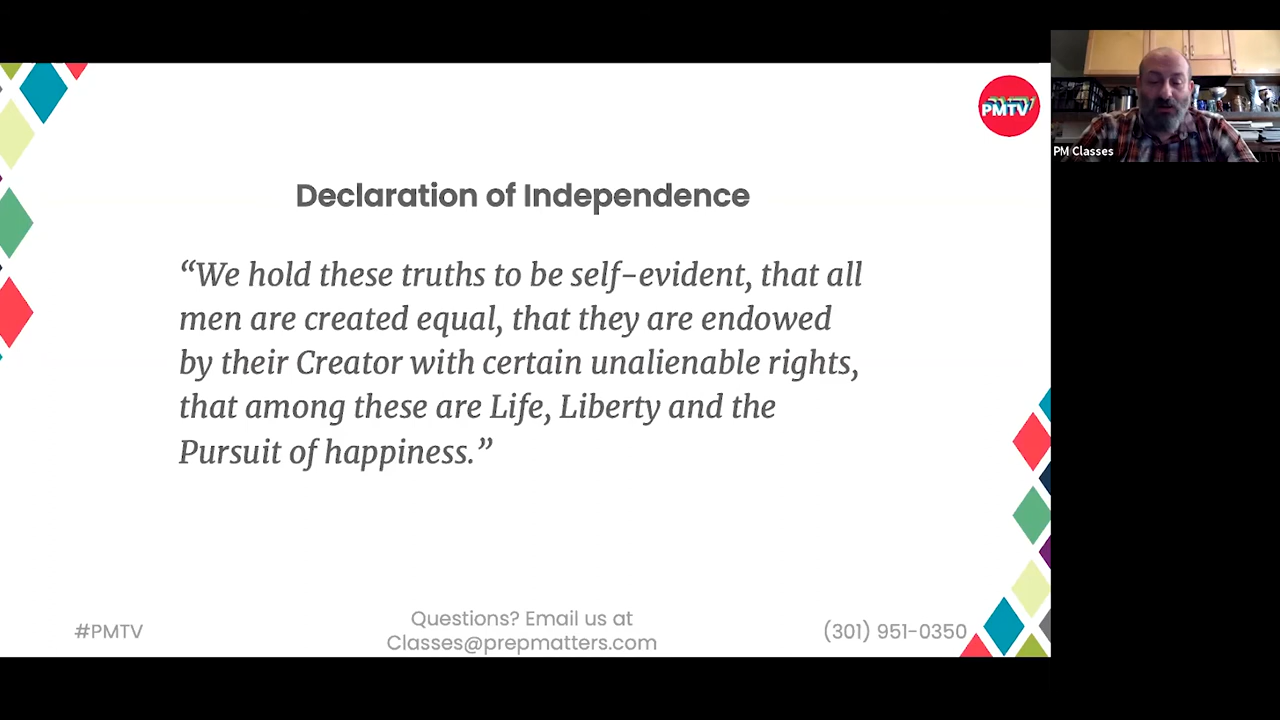 PMTV
PM Classes
Declaration of Independence
“We hold these truths to be self-evident, that all
men are created equal, that they are endowed
by their Creator with certain unalienable rights,
that among these are Life, Liberty and the
Pursuit of happiness.”
#PMTV
Questions? Email us at
Classes@prepmatters.com
(301) 951-0350